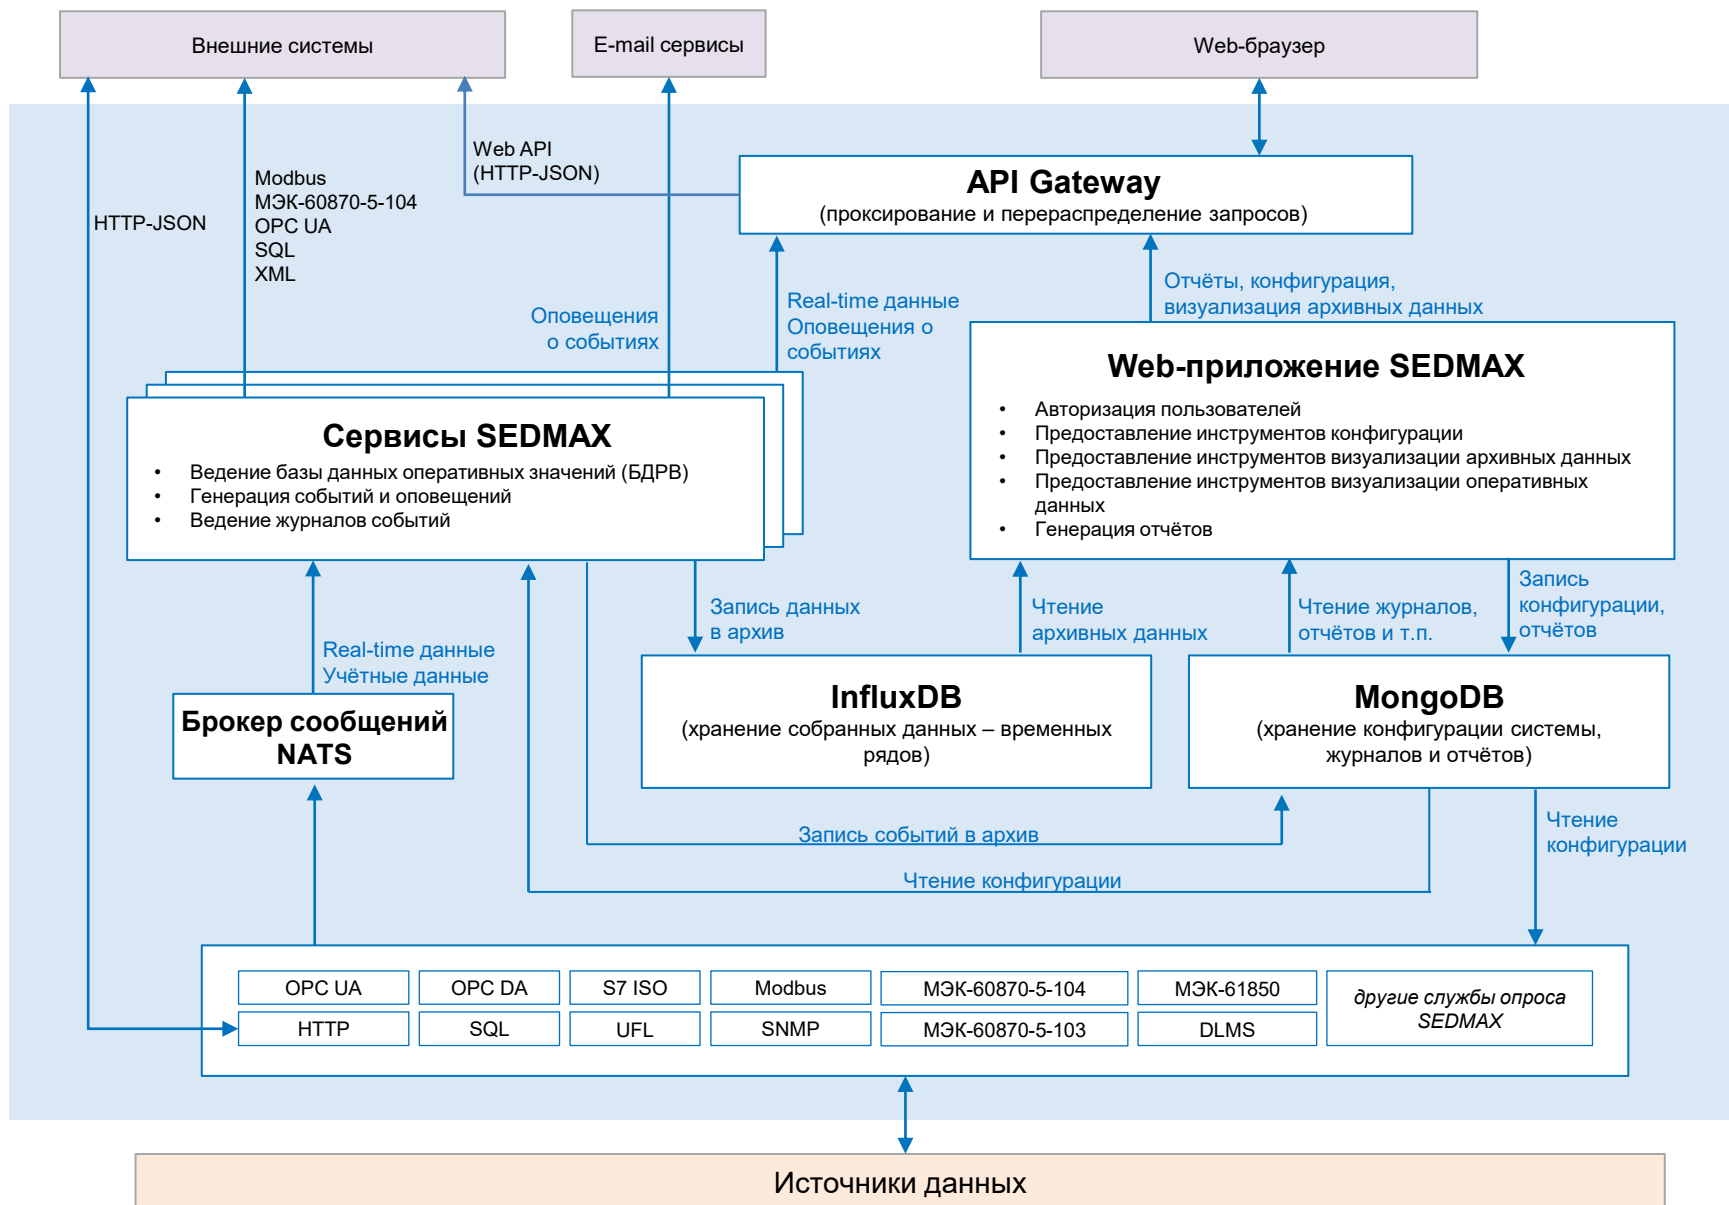 Внешние системы
E-mail сервисы
Web-браузер
Web API
(HTTP-JSON)
API Gateway
(проксирование и перераспределение запросов)
HTTP-JSON
Modbus
МЭК-60870-5-104
OPC UA
SQL
XML
Оповещения
о событиях
Real-time данные
Оповещения о
событиях
Отчёты, конфигурация,
визуализация архивных данных
Сервисы SEDMAX
• Ведение базы данных оперативных значений (БДРВ)
• Генерация событий и оповещений
• Ведение журналов событий
Web-приложение SEDMAX
• Авторизация пользователей
• Предоставление инструментов конфигурации
• Предоставление инструментов визуализации архивных данных
• Предоставление инструментов визуализации оперативных
данных
• Генерация отчётов
Real-time данные
Учётные данные
Запись данных
в архив
Чтение
архивных данных
Чтение журналов,
отчётов и т.п.
Запись
конфигурации,
отчётов
Брокер сообщений
NATS
InfluxDB
(хранение собранных данных – временных
рядов)
MongoDB
(хранение конфигурации системы,
журналов и отчётов)
Запись событий в архив
Чтение конфигурации
Чтение
конфигурации
OPC UA
OPC DA
S7 ISO
Modbus
МЭК-60870-5-104
МЭК-61850
другие службы опроса
SEDMAX
HTTP
SQL
UFL
SNMP
МЭК-60870-5-103
DLMS
Источники данных